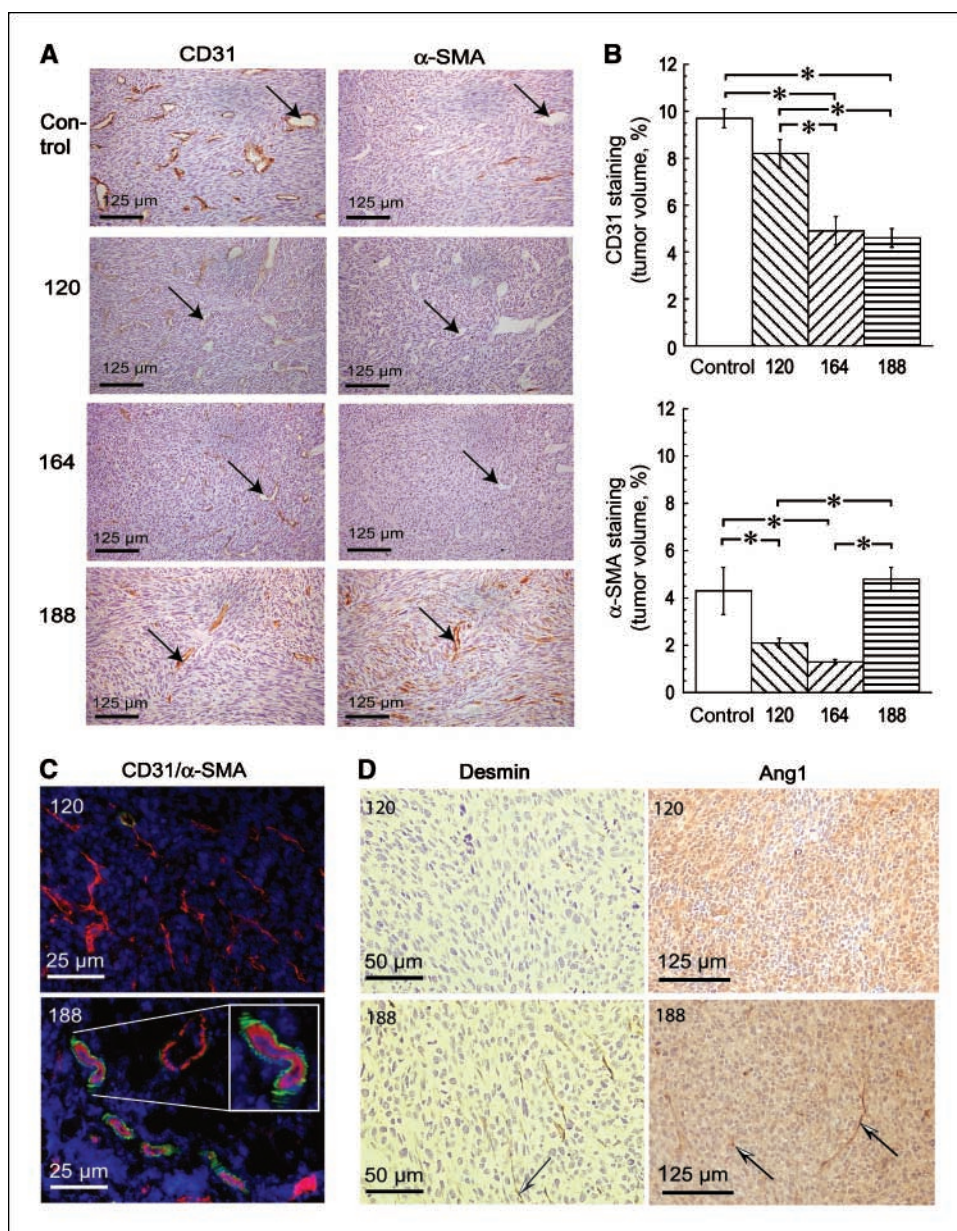 A
CD31
α-SMA
Con-
trol
125 µm
125 µm
120
125 µm
125 µm
164
125 µm
125 µm
188
125 µm
125 µm
B
CD31 staining
(tumor volume, %)
12
10
8
6
4
2
0
*
*
*
*
Control 120 164 188
α-SMA staining
(tumor volume, %)
12
10
8
6
4
2
0
*
*
*
*
Control 120 164 188
C
CD31/α-SMA
120
25 µm
188
25 µm
D
Desmin
Ang1
120
50 µm
120
125 µm
188
50 µm
188
125 µm